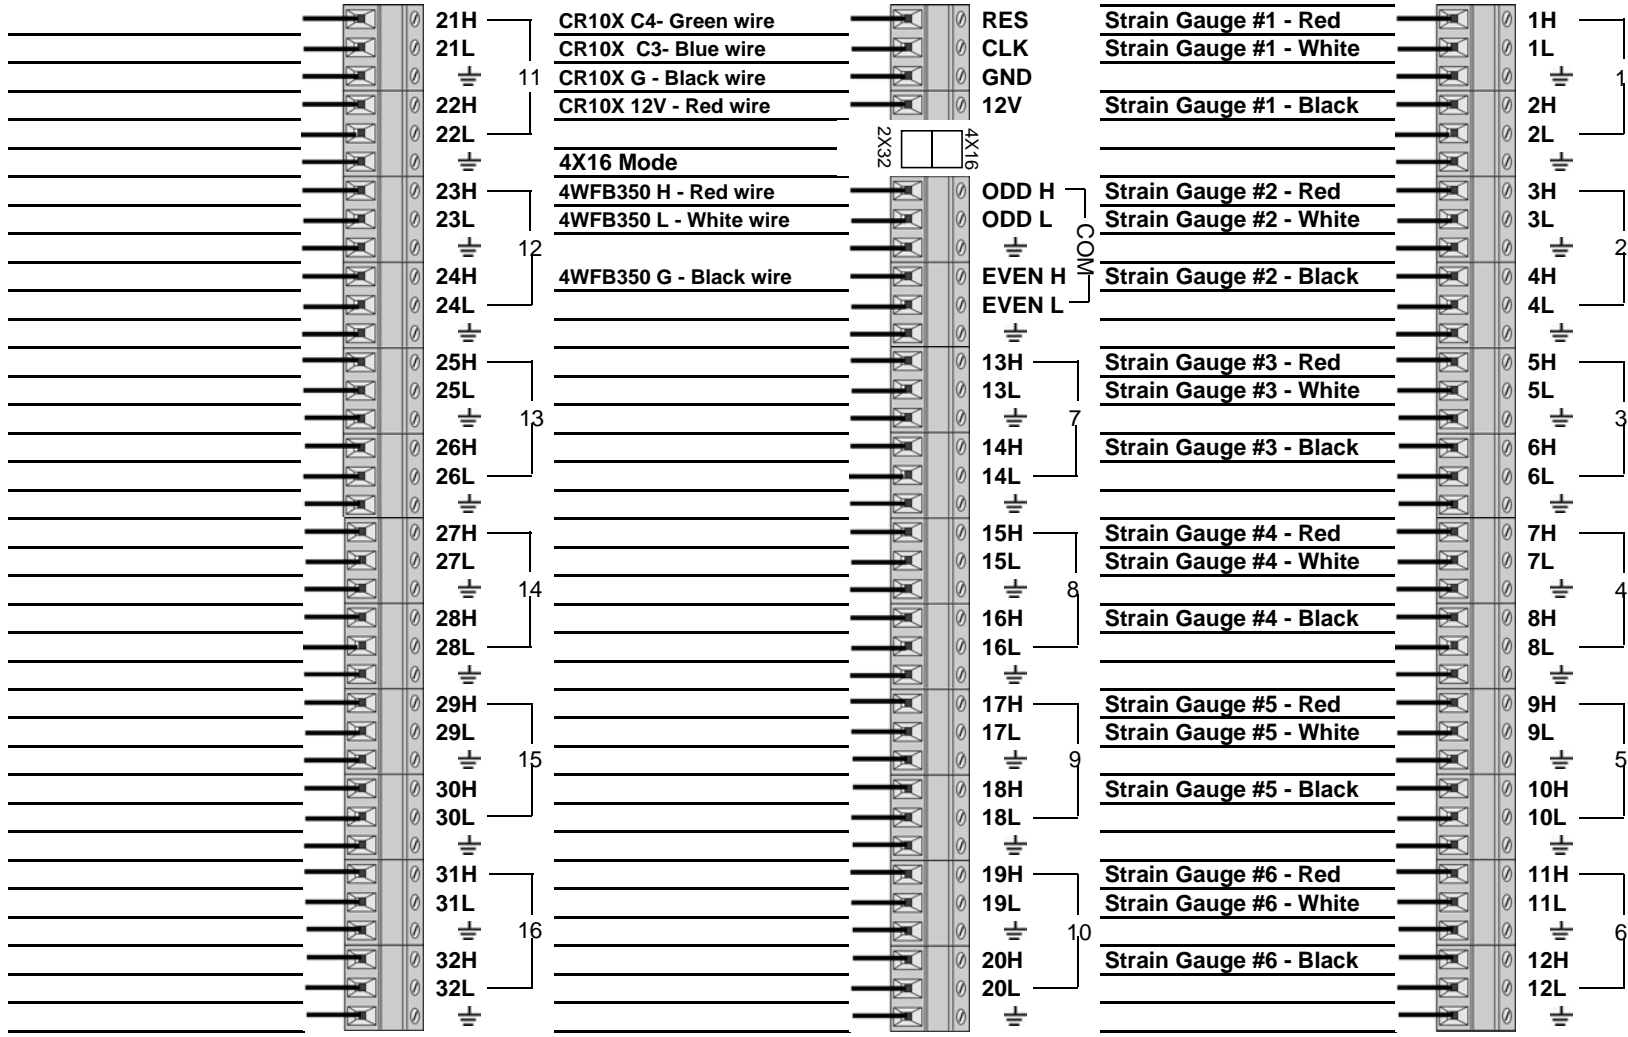 21H
21L
11
22H
22L
23H
23L
12
24H
24L
25H
25L
13
26H
26L
27H
27L
14
28H
28L
29H
29L
15
30H
30L
31H
31L
16
32H
32L
CR10X C4- Green wire RES
CR10X C3- Blue wire CLK
CR10X G - Black wire GND
CR10X 12V - Red wire 12V
2X32 4X16
4X16 Mode
4WFB350 H - Red wire ODD H
4WFB350 L - White wire ODD L
COM
4WFB350 G - Black wire EVEN H
EVEN L
13H
13L
7
14H
14L
15H
15L
8
16H
16L
17H
17L
9
18H
18L
19H
19L
10
20H
20L
Strain Gauge #1 - Red 1H
Strain Gauge #1 - White 1L
1
Strain Gauge #1 - Black 2H
2L
Strain Gauge #2 - Red 3H
Strain Gauge #2 - White 3L
2
Strain Gauge #2 - Black 4H
4L
Strain Gauge #3 - Red 5H
Strain Gauge #3 - White 5L
3
Strain Gauge #3 - Black 6H
6L
Strain Gauge #4 - Red 7H
Strain Gauge #4 - White 7L
4
Strain Gauge #4 - Black 8H
8L
Strain Gauge #5 - Red 9H
Strain Gauge #5 - White 9L
5
Strain Gauge #5 - Black 10H
10L
Strain Gauge #6 - Red 11H
Strain Gauge #6 - White 11L
6
Strain Gauge #6 - Black 12H
12L